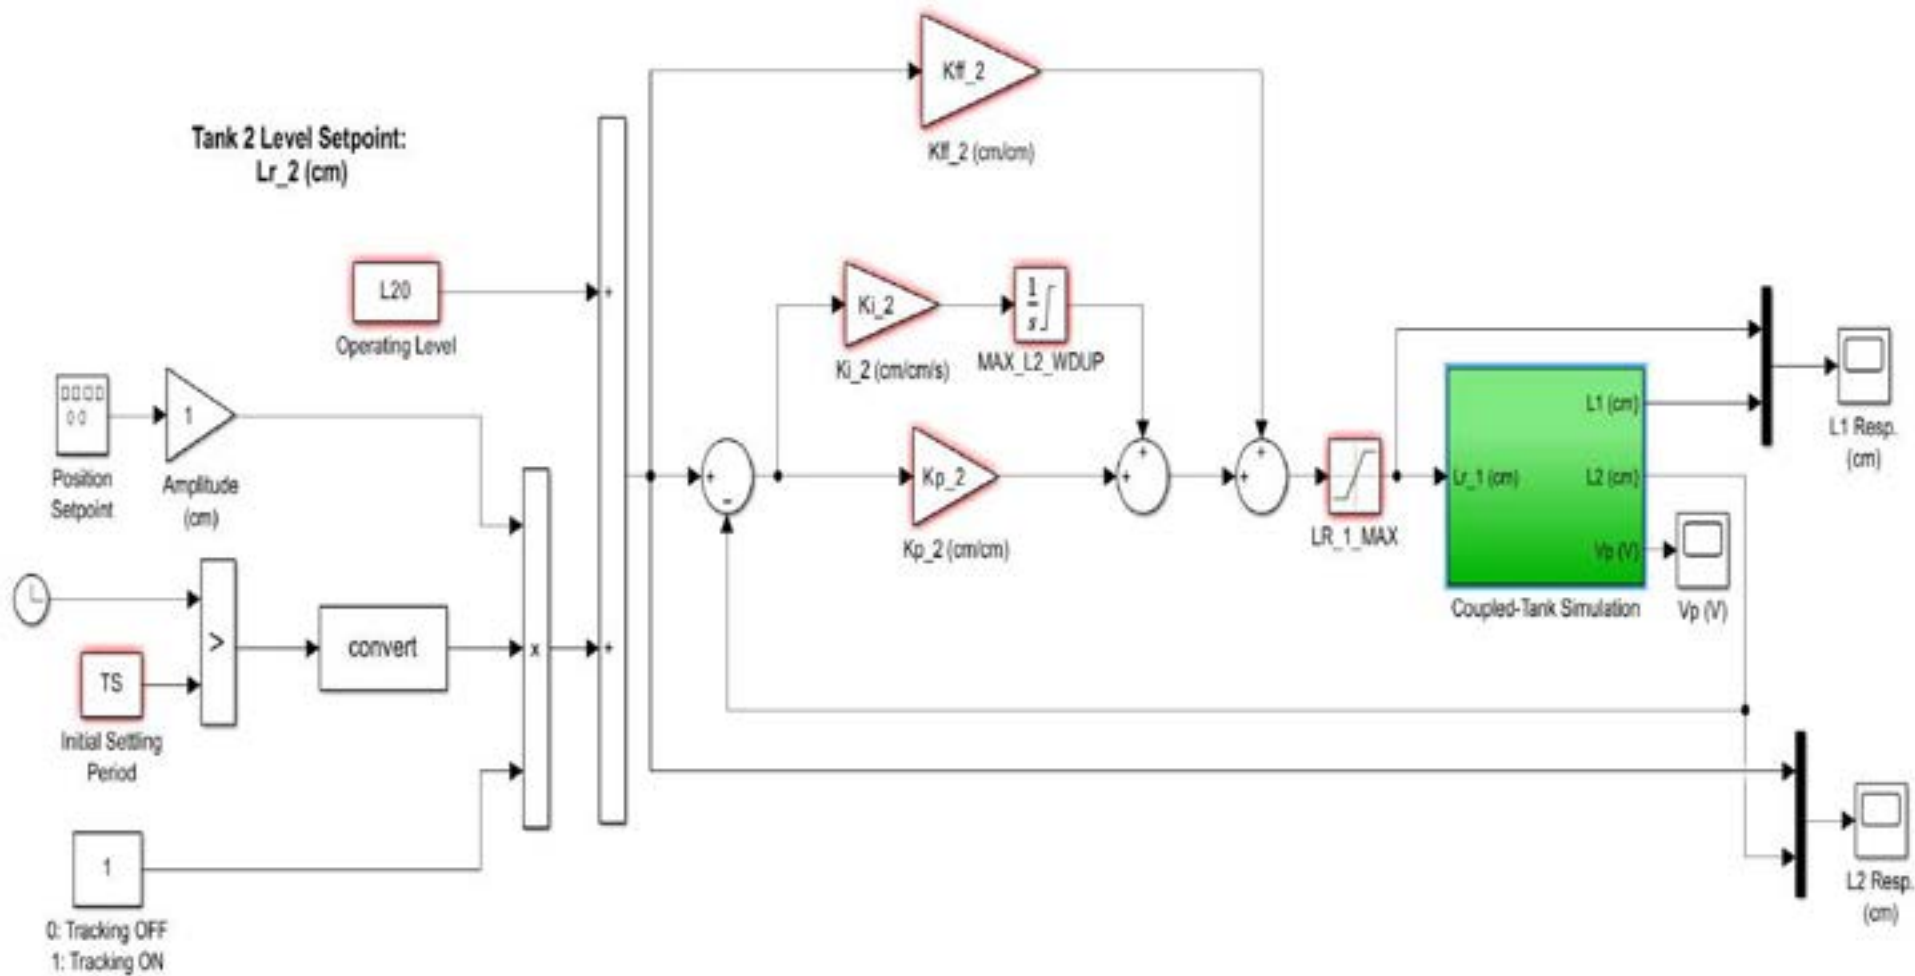 Kff_2
Kff_2 (cm/cm)
Tank 2 Level Setpoint:
Lr_2 (cm)
L20
Operating Level
+
Ki_2
Ki_2 (cm/cm/s)
1
s
MAX_L2_WDUP
1
Position
Setpoint
Amplitude
(cm)
+
−
Kp_2
Kp_2 (cm/cm)
+
+
+
+
LR_1_MAX
Lr_1 (cm)
L1 (cm)
L2 (cm)
Vp (V)
Coupled-Tank Simulation
Vp (V)
L1 Resp.
(cm)
>
convert
x
+
TS
Initial Settling
Period
1
0: Tracking OFF
1: Tracking ON
L2 Resp.
(cm)